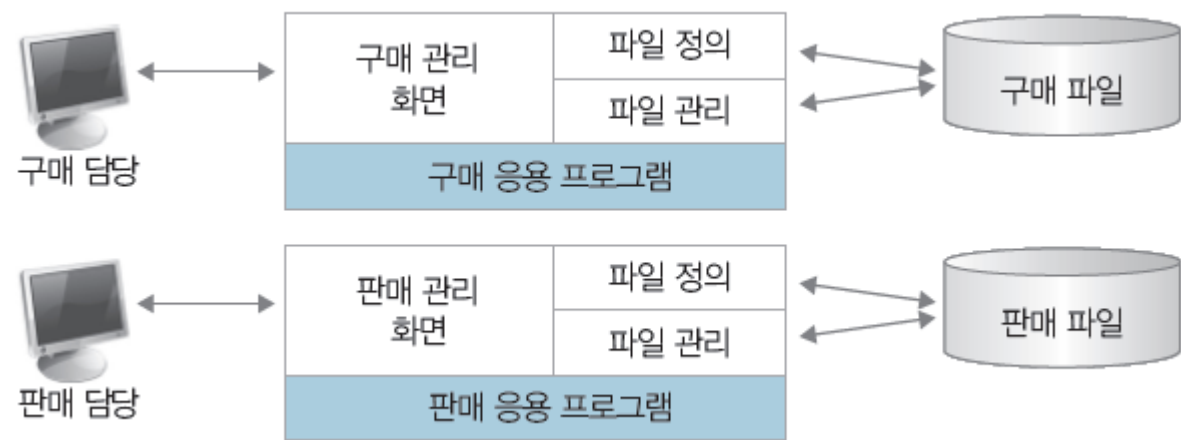 구매 담당
구매 관리
화면
파일 정의
파일 관리
구매 응용 프로그램
구매 파일
판매 담당
판매 관리
화면
파일 정의
파일 관리
판매 응용 프로그램
판매 파일